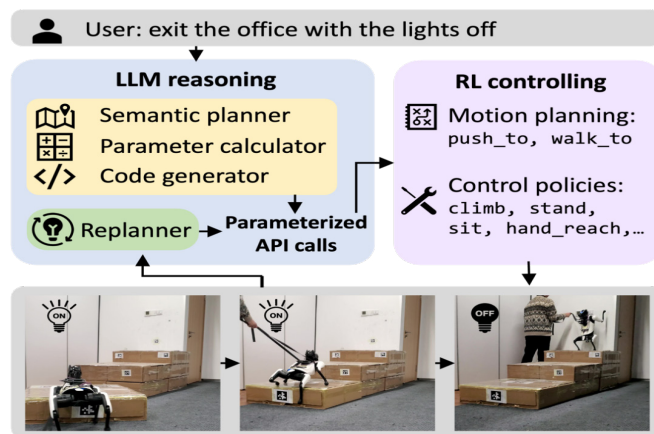 User: exit the office with the lights off
LLM reasoning
Semantic planner
Parameter calculator
Code generator
Replanner
Parameterized
API calls
RL controlling
Motion planning:
push_to, walk_to
Control policies:
climb, stand,
sit, hand_reach,…
ON
ON
OFF